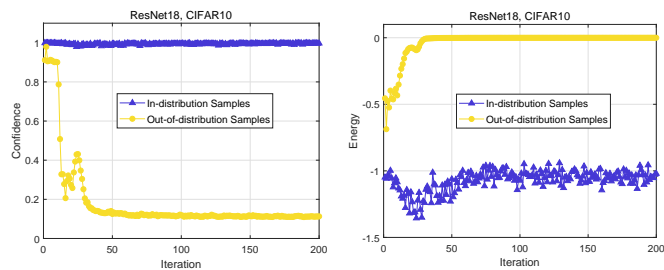 ResNet18, CIFAR10
1
0.8
0.6
0.4
0.2
0
Confidence
In-distribution Samples
Out-of-distribution Samples
0
50
100
150
200
Iteration
ResNet18, CIFAR10
0
-0.5
-1
-1.5
Energy
In-distribution Samples
Out-of-distribution Samples
0
50
100
150
200
Iteration